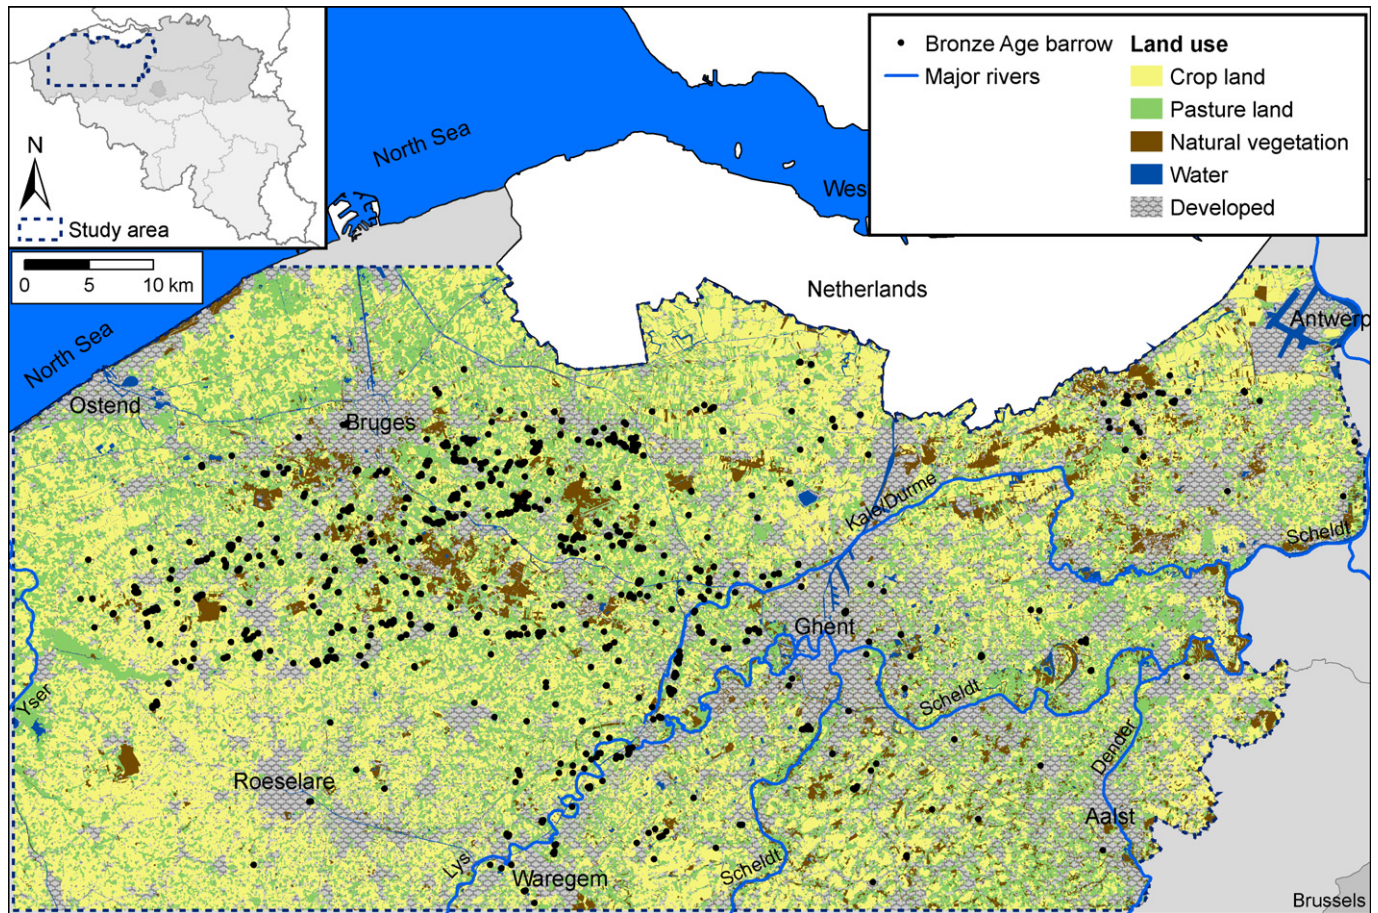 N
Study area
0 5 10 km
Bronze Age barrow
Major rivers
Land use
Crop land
Pasture land
Natural vegetation
Water
Developed
North Sea
Wes
Netherlands
Antwerp
North Sea
Ostend
Bruges
Kale/Durme
Scheldt
Ghent
Yser
Scheldt
Dender
Roeselare
Aalst
Lys
Waregem
Scheldt
Brussels